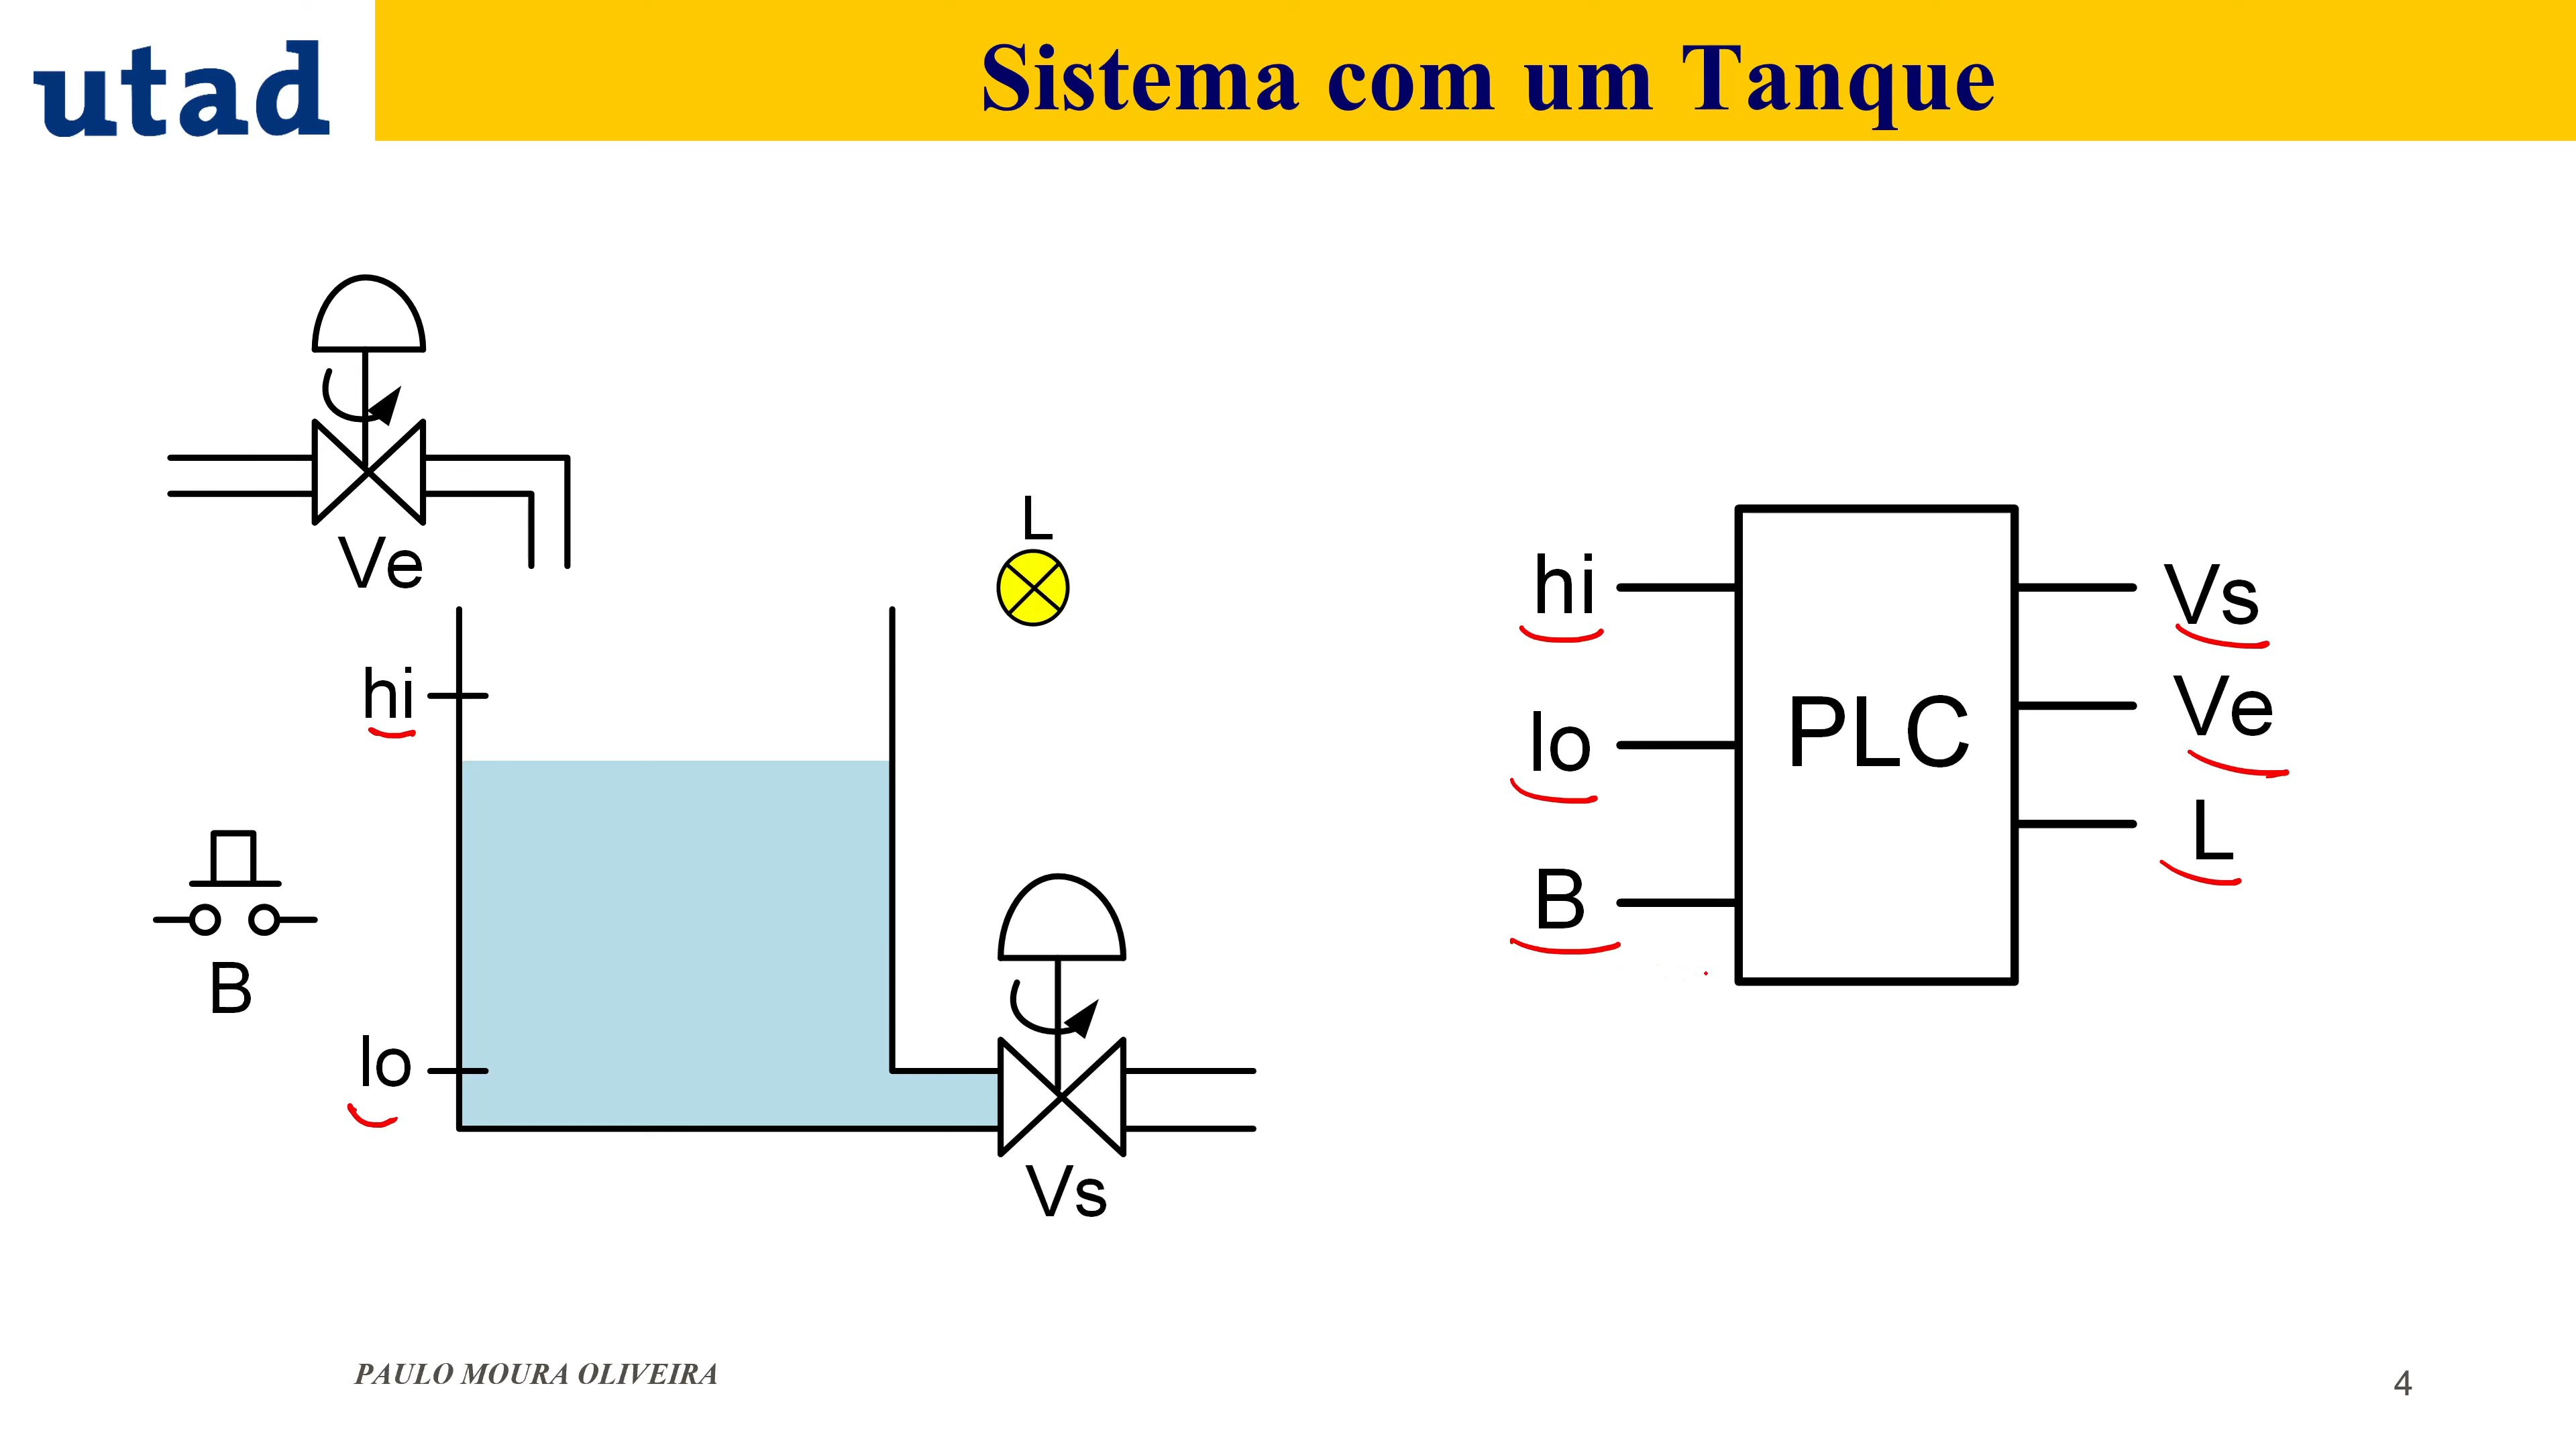 utad
Sistema com um Tanque
Ve
L
hi
B
lo
Vs
hi
lo
B
PLC
Vs
Ve
L
PAULO MOURA OLIVEIRA
4